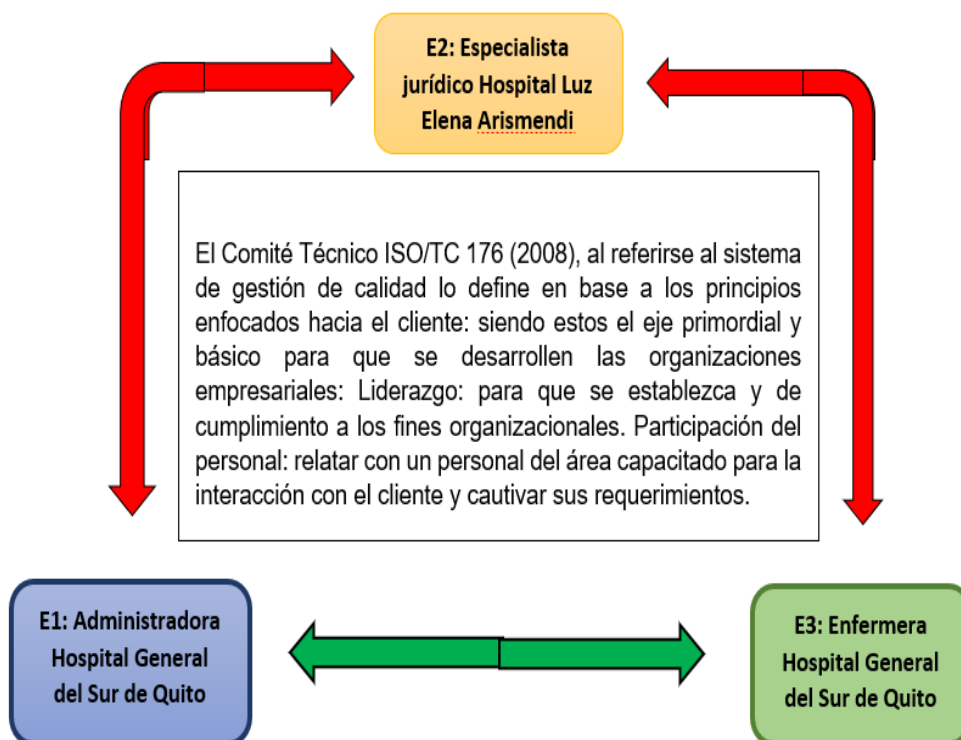 E2: Especialista
jurídico Hospital Luz
Elena Arismendi
El Comité Técnico ISO/TC 176 (2008), al referirse al sistema
de gestión de calidad lo define en base a los principios
enfocados hacia el cliente: siendo estos el eje primordial y
básico para que se desarrollen las organizaciones
empresariales: Liderazgo: para que se establezca y de
cumplimiento a los fines organizacionales. Participación del
personal: relatar con un personal del área capacitado para la
interacción con el cliente y cautivar sus requerimientos.
E1: Administradora
Hospital General
del Sur de Quito
E3: Enfermera
Hospital General
del Sur de Quito